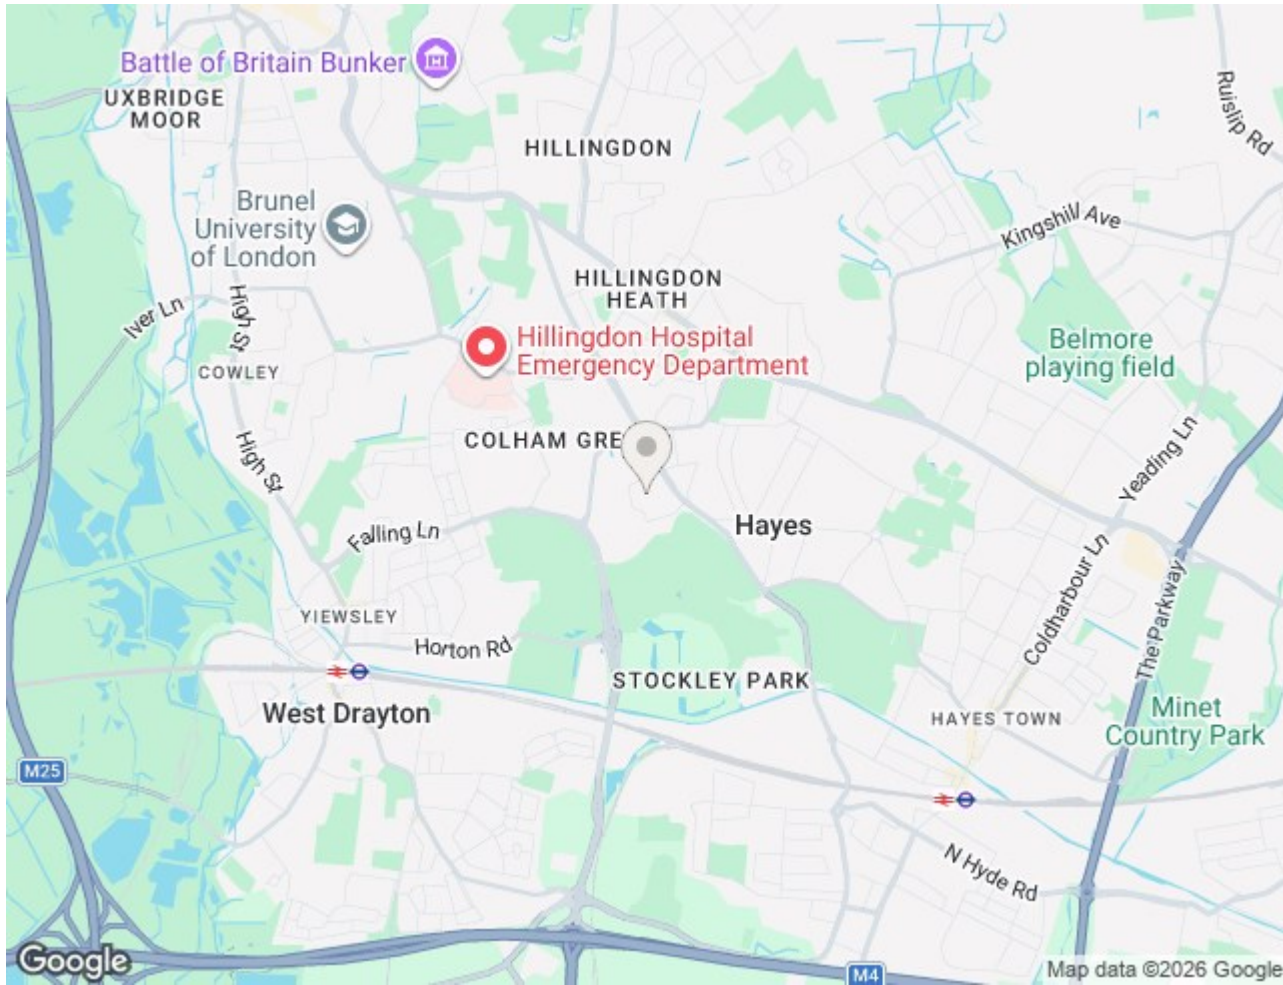 Battle of Britain Bunker
UXBRIDGE
MOOR
Ruislip Rd
HILLINGDON
Brunel
University
of London
Kingshill Ave
HILLINGDON
HEATH
Iver Ln
High St
Hillingdon Hospital
Emergency Department
Belmore
playing field
COWLEY
COLHAM GRE
High St
Yeading Ln
Falling Ln
Hayes
Coldharbour Ln
The Parkway
YIEWSLEY
Horton Rd
STOCKLEY PARK
West Drayton
HAYES TOWN
Minet
Country Park
M25
N Hyde Rd
Google
M4
Map data ©2026 Google